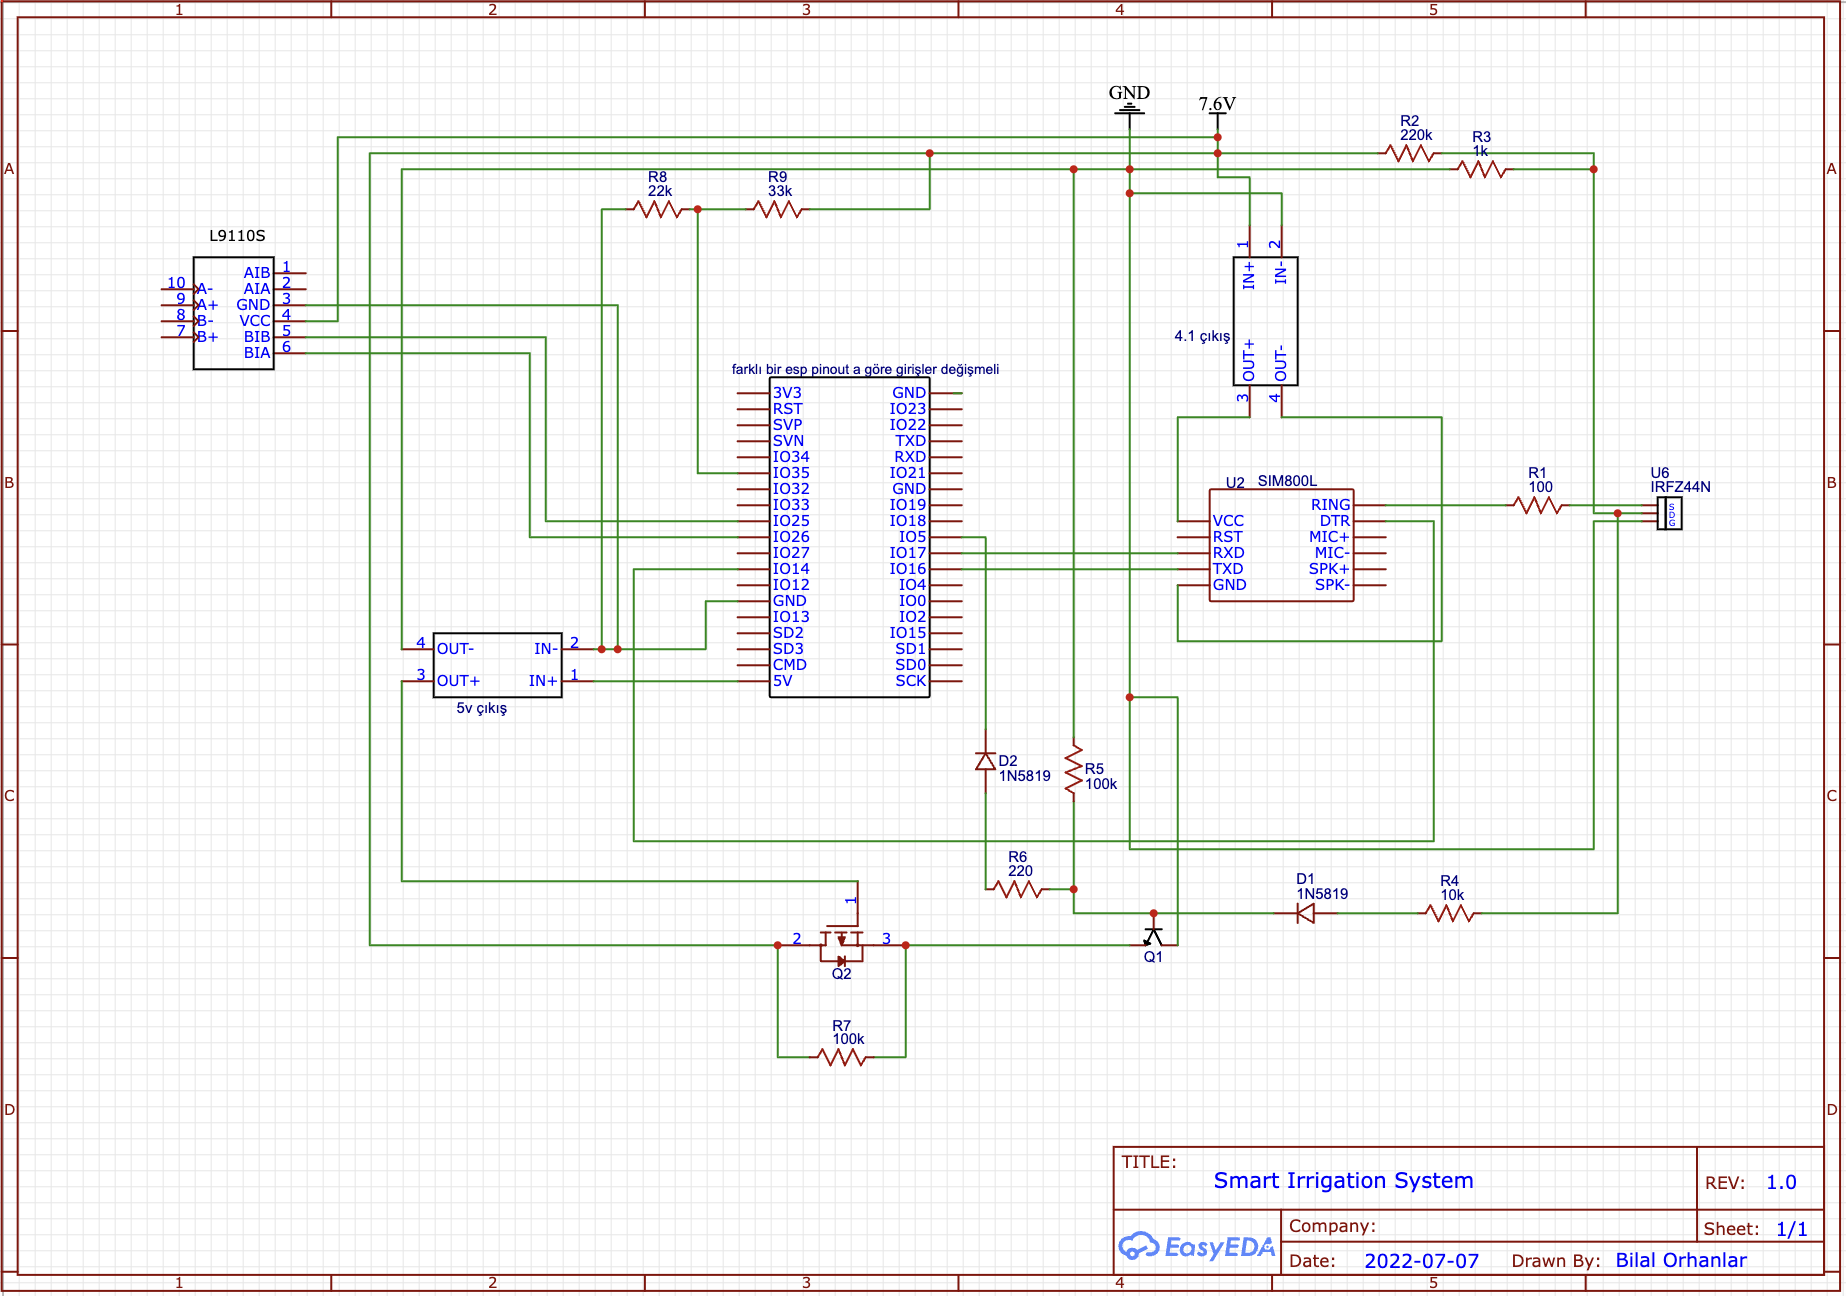 1 2 3 4 5
A
B
C
D
A
B
C
D
1 2 3 4 5
GND
7.6V
R2
220k
R3
1k
R8
22k
R9
33k
L9110S
10 A-
9 A+
8 B-
7 B+
AIB 1
AIA 2
GND 3
VCC 4
BIB 5
BIA 6
1 2
IN+ IN-
4.1 çıkış
OUT+ OUT-
3 4
farklı bir esp pinout a göre girişler değişmeli
3V3 GND
RST IO23
SVP IO22
SVN TXD
IO34 RXD
IO35 IO21
IO32 GND
IO33 IO19
IO25 IO18
IO26 IO5
IO27 IO17
IO14 IO16
IO12 IO4
GND IO0
IO13 IO2
SD2 IO15
SD3 SD1
CMD SD0
5V SCK
U2 SIM800L
RING
VCC DTR
RST MIC+
RXD MIC-
TXD SPK+
GND SPK-
R1
100
U6
IRFZ44N
S
D
G
4 OUT- IN- 2
3 OUT+ IN+ 1
5v çıkış
D2
1N5819
R5
100k
R6
220
D1
1N5819
R4
10k
1
2 3
Q2
Q1
R7
100k
TITLE:
Smart Irrigation System
REV: 1.0
EasyEDA
Company:
Sheet: 1/1
Date: 2022-07-07
Drawn By: Bilal Orhanlar